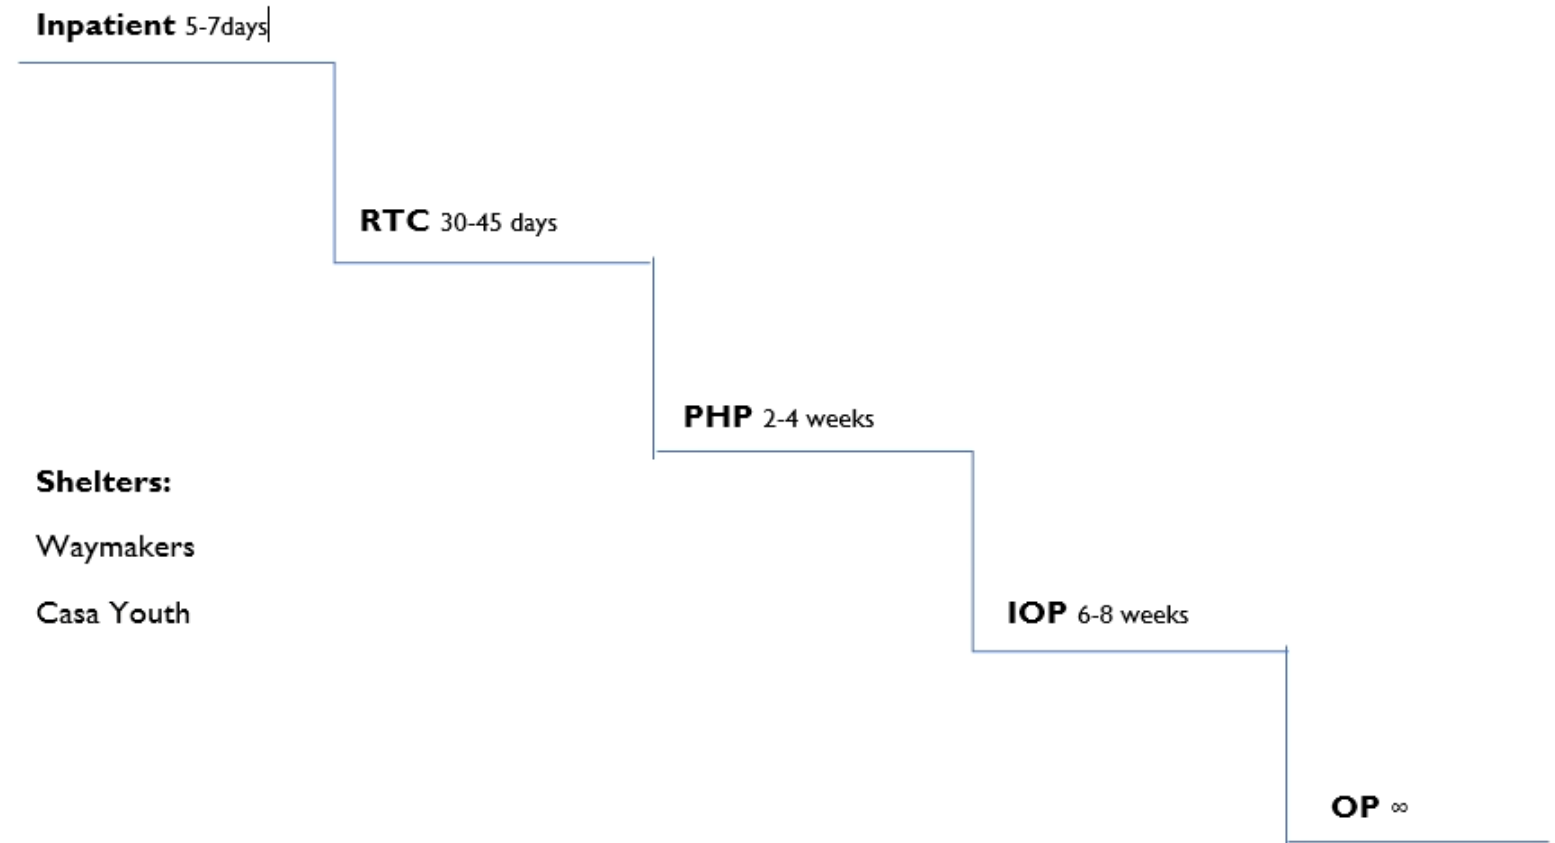 Inpatient 5-7days
RTC 30-45 days
PHP 2-4 weeks
Shelters:
Waymakers
Casa Youth
IOP 6-8 weeks
OP ∞